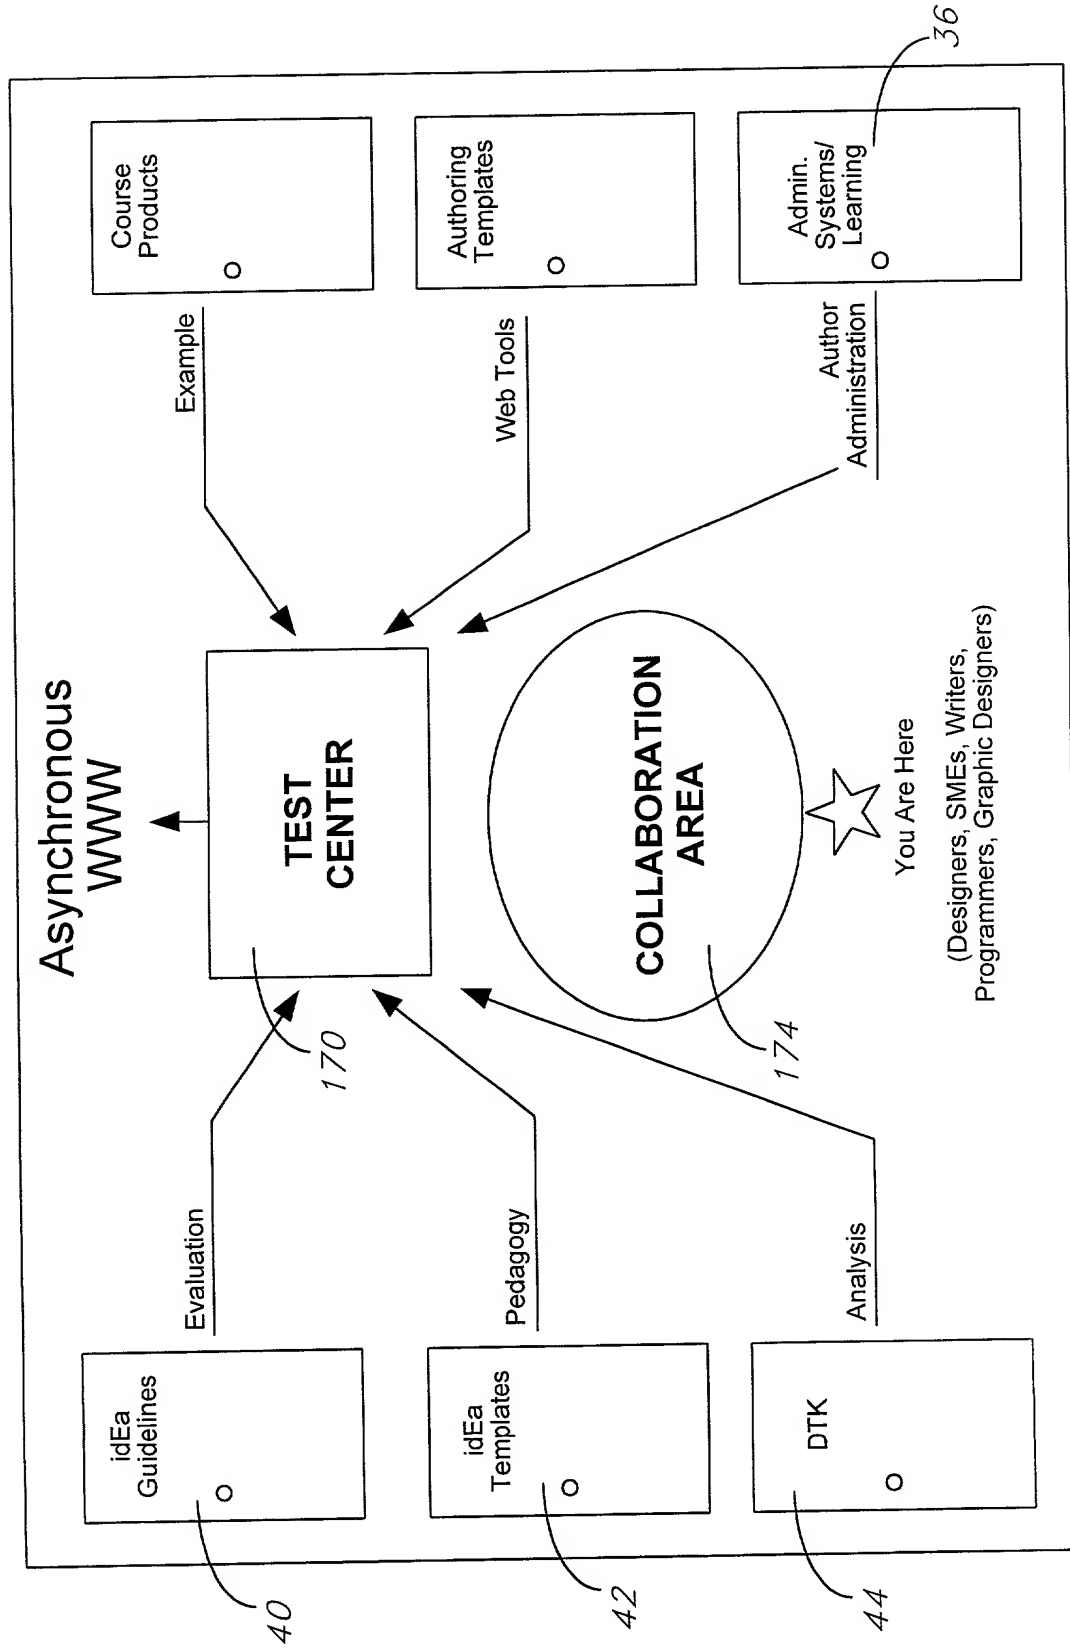 Asynchronous
WWW
idEa
Guidelines
40
Evaluation
170
TEST
CENTER
Example
Course
Products
idEa
Templates
42
Pedagogy
Web Tools
Authoring
Templates
DTK
44
Analysis
174
COLLABORATION
AREA
Author
Administration
Admin.
Systems/
Learning
36
You Are Here
(Designers, SMEs, Writers,
Programmers, Graphic Designers)